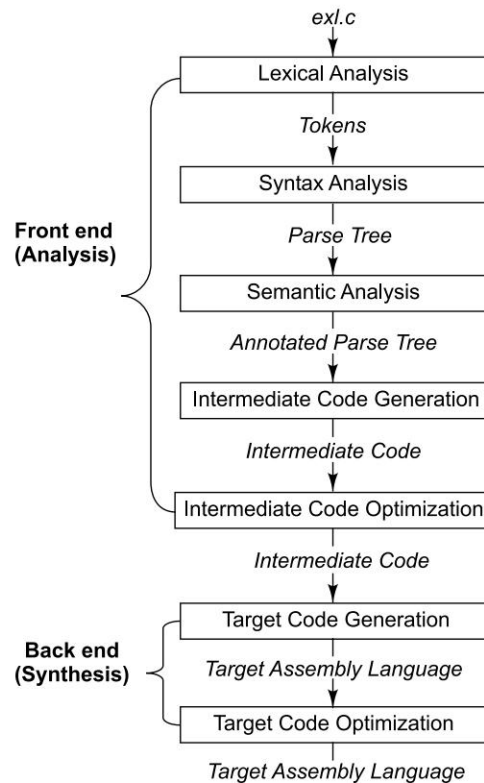 exl.c
Lexical Analysis
Tokens
Syntax Analysis
Parse Tree
Front end
(Analysis)
Semantic Analysis
Annotated Parse Tree
Intermediate Code Generation
Intermediate Code
Intermediate Code Optimization
Intermediate Code
Target Code Generation
Back end
(Synthesis)
Target Assembly Language
Target Code Optimization
Target Assembly Language